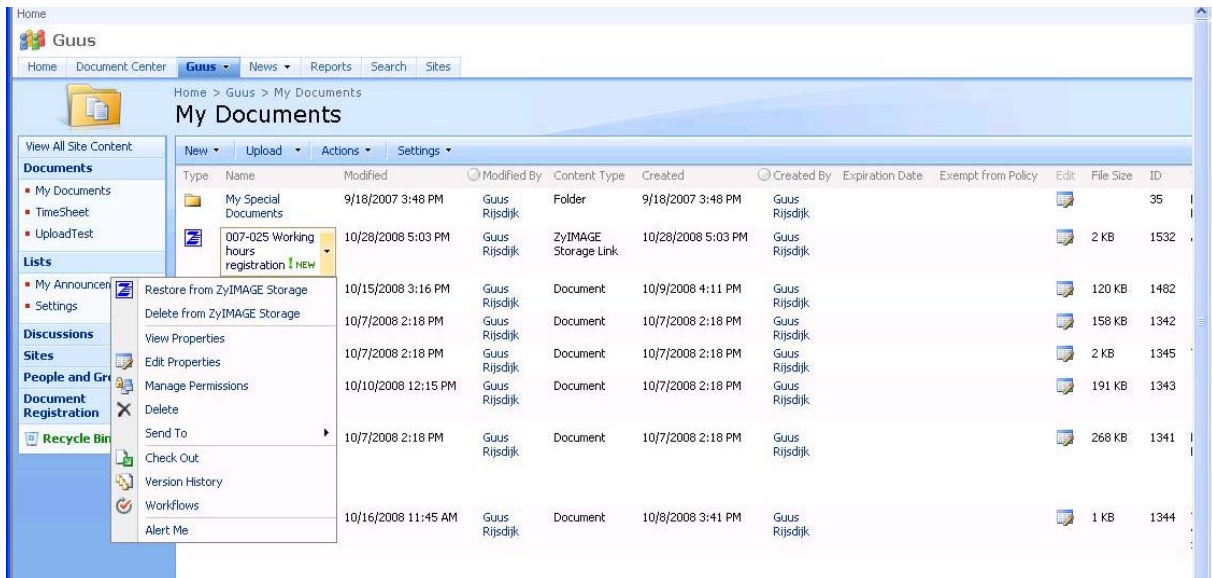 Home
Guus
Home Document Center Guus News Reports Search Sites
Home > Guus > My Documents
My Documents
View All Site Content
Documents
My Documents
TimeSheet
UploadTest
Lists
My Announcen
Settings
Discussions
Sites
People and Gr
Document
Registration
Recycle Bin
New Upload Actions Settings
Type Name Modified Modified By Content Type Created Created By Expiration Date Exempt from Policy Edit File Size ID
My Special 9/18/2007 3:48 PM Guus Folder 9/18/2007 3:48 PM Guus 35
Documents Rijsdijk Rijsdijk
007-025 Working 10/28/2008 5:03 PM Guus ZyIMAGE 10/28/2008 5:03 PM Guus 2 KB 1532
hours Rijsdijk Storage Link Rijsdijk
registration ! NEW
10/15/2008 3:16 PM Guus Document 10/9/2008 4:11 PM Guus 120 KB 1482
Rijsdijk Rijsdijk
10/7/2008 2:18 PM Guus Document 10/7/2008 2:18 PM Guus 158 KB 1342
Rijsdijk Rijsdijk
10/7/2008 2:18 PM Guus Document 10/7/2008 2:18 PM Guus 2 KB 1345
Rijsdijk Rijsdijk
10/10/2008 12:15 PM Guus Document 10/7/2008 2:18 PM Guus 191 KB 1343
Rijsdijk Rijsdijk
10/7/2008 2:18 PM Guus Document 10/7/2008 2:18 PM Guus 268 KB 1341
Rijsdijk Rijsdijk
10/16/2008 11:45 AM Guus Document 10/8/2008 3:41 PM Guus 1 KB 1344
Rijsdijk Rijsdijk
Restore from ZyIMAGE Storage
Delete from ZyIMAGE Storage
View Properties
Edit Properties
Manage Permissions
Delete
Send To
Check Out
Version History
Workflows
Alert Me